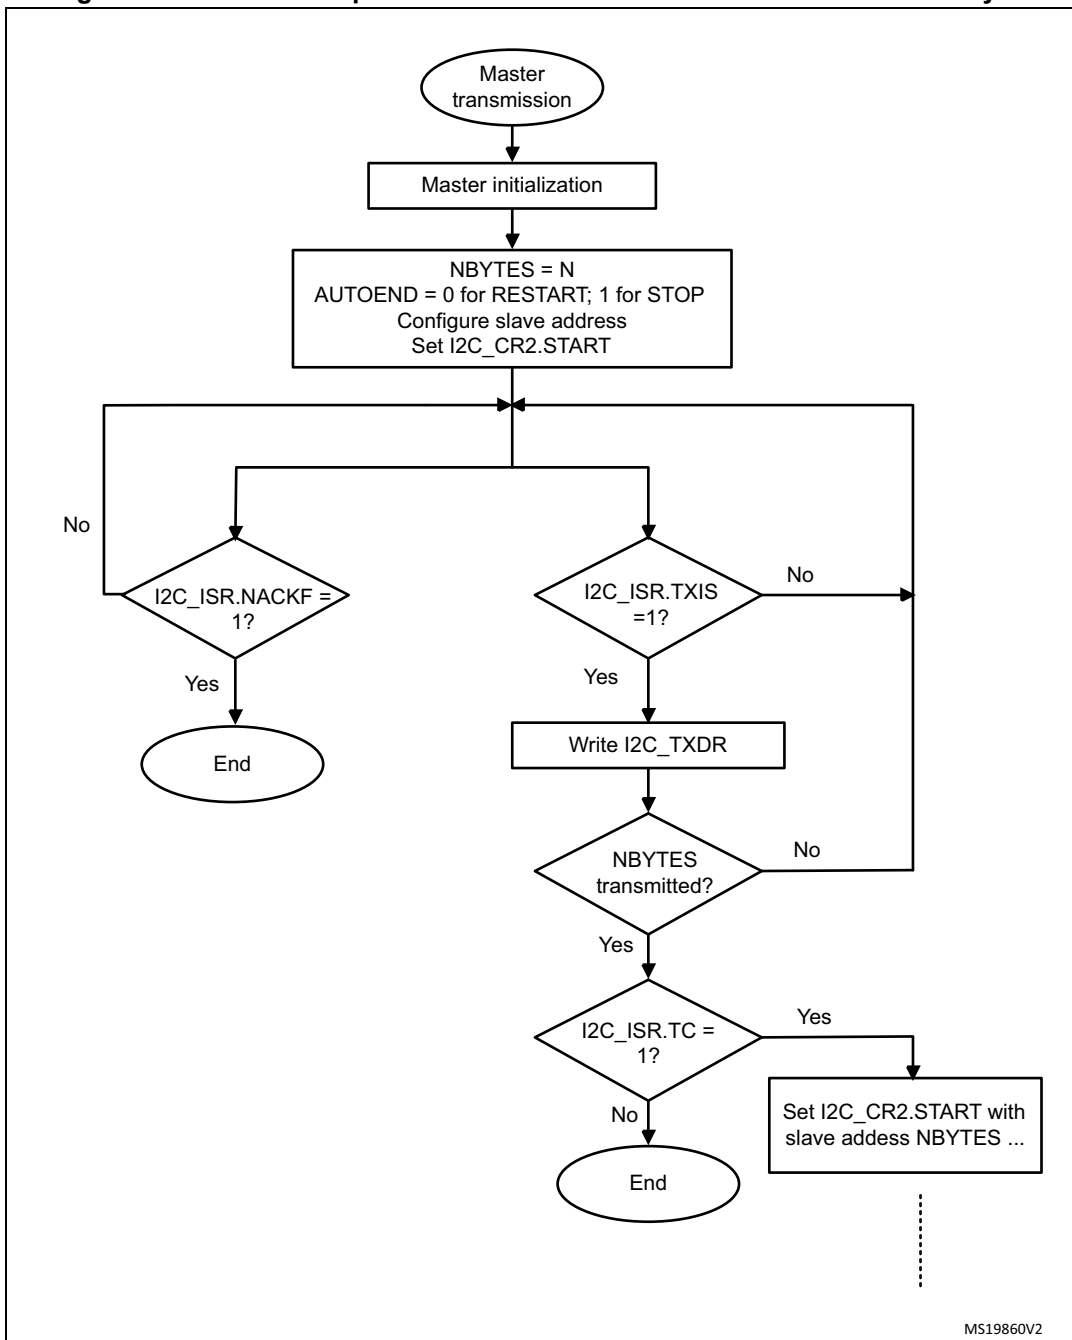 Master
transmission
Master initialization
NBYTES = N
AUTOEND = 0 for RESTART; 1 for STOP
Configure slave address
Set I2C_CR2.START
No
I2C_ISR.NACKF =
1?
Yes
End
I2C_ISR.TXIS
=1?
No
Yes
Write I2C_TXDR
NBYTES
transmitted?
No
Yes
I2C_ISR.TC =
1?
Yes
No
End
Set I2C_CR2.START with
slave addess NBYTES ...
MS19860V2